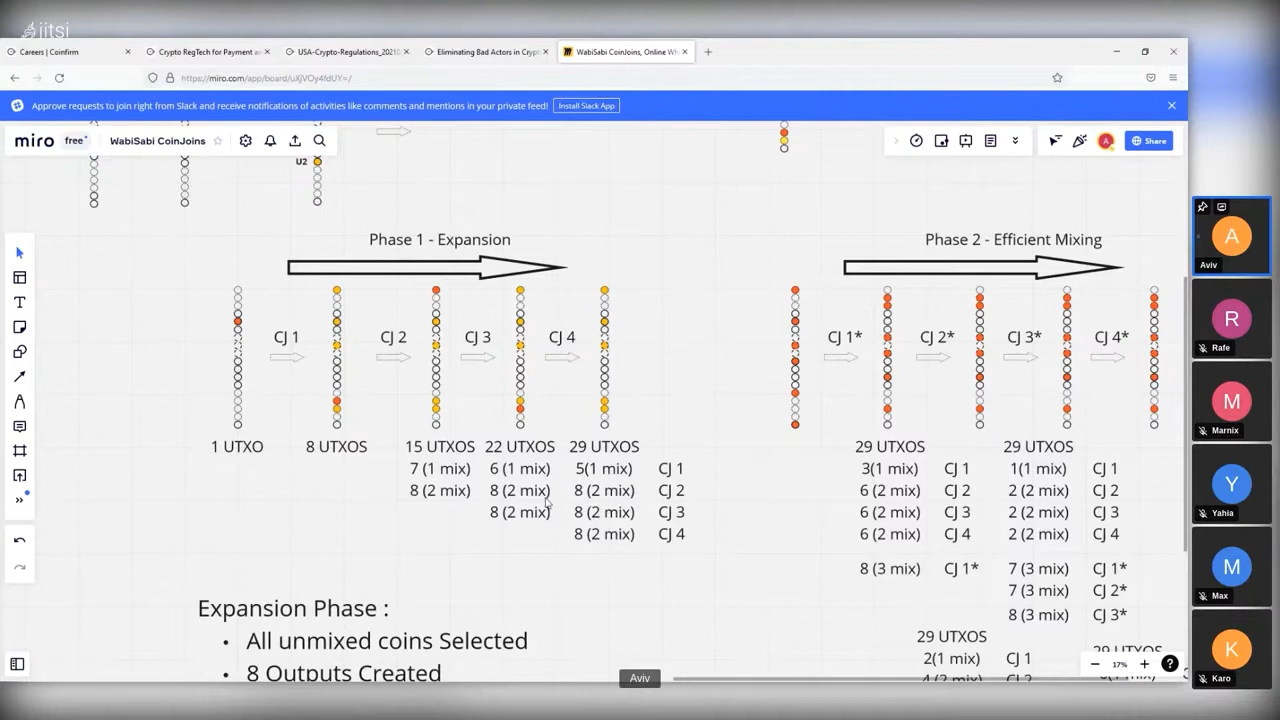 jitsi
Careers | Coinfirm
Crypto RegTech for Payment a
USA-Crypto-Regulations_2021
Eliminating Bad Actors in Crypt
WabiSabi CoinJoins, Online Wh
https://miro.com/app/board/uXjVOy4fdUY=/
Approve requests to join right from Slack and receive notifications of activities like comments and mentions in your private feed!
Install Slack App
miro
free
WabiSabi CoinJoins
A
Share
U2
Phase 1 - Expansion
Phase 2 - Efficient Mixing
CJ 1
CJ 2
CJ 3
CJ 4
CJ 1*
CJ 2*
CJ 3*
CJ 4*
1 UTXO
8 UTXOS
15 UTXOS
22 UTXOS
29 UTXOS
29 UTXOS
29 UTXOS
7 (1 mix)
6 (1 mix)
5(1 mix)
CJ 1
3(1 mix)
CJ 1
1(1 mix)
CJ 1
8 (2 mix)
8 (2 mix)
8 (2 mix)
CJ 2
6 (2 mix)
CJ 2
2 (2 mix)
CJ 2
8 (2 mix)
8 (2 mix)
CJ 3
6 (2 mix)
CJ 3
2 (2 mix)
CJ 3
8 (2 mix)
CJ 4
6 (2 mix)
CJ 4
2 (2 mix)
CJ 4
8 (3 mix)
CJ 1*
7 (3 mix)
CJ 1*
7 (3 mix)
CJ 2*
8 (3 mix)
CJ 3*
Expansion Phase :
• All unmixed coins Selected
• 8 Outputs Created
29 UTXOS
2(1 mix)
CJ 1
17%
Aviv
A
Aviv
R
Rafe
M
Marnix
Y
Yahia
M
Max
K
Karo